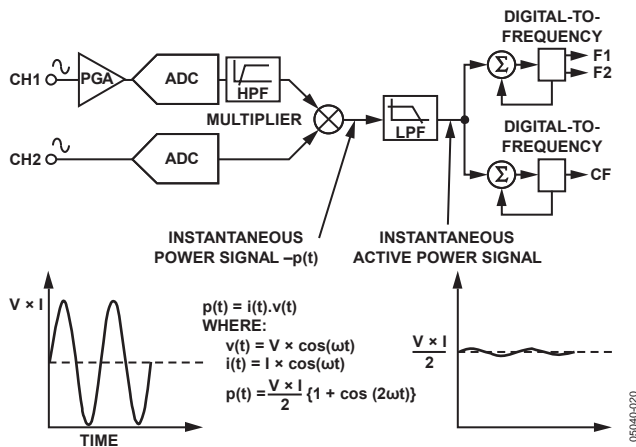 DIGITAL-TO-
FREQUENCY
F1
F2
CH1
PGA
ADC
HPF
MULTIPLIER
Σ
LPF
CH2
ADC
DIGITAL-TO-
FREQUENCY
Σ
CF
INSTANTANEOUS
POWER SIGNAL –p(t)
INSTANTANEOUS
ACTIVE POWER SIGNAL
V × I
TIME
p(t) = i(t).v(t)
WHERE:
v(t) = V × cos(ωt)
i(t) = I × cos(ωt)
p(t) = V × I / 2 {1 + cos (2ωt)}
V × I
2
TIME
05040-020